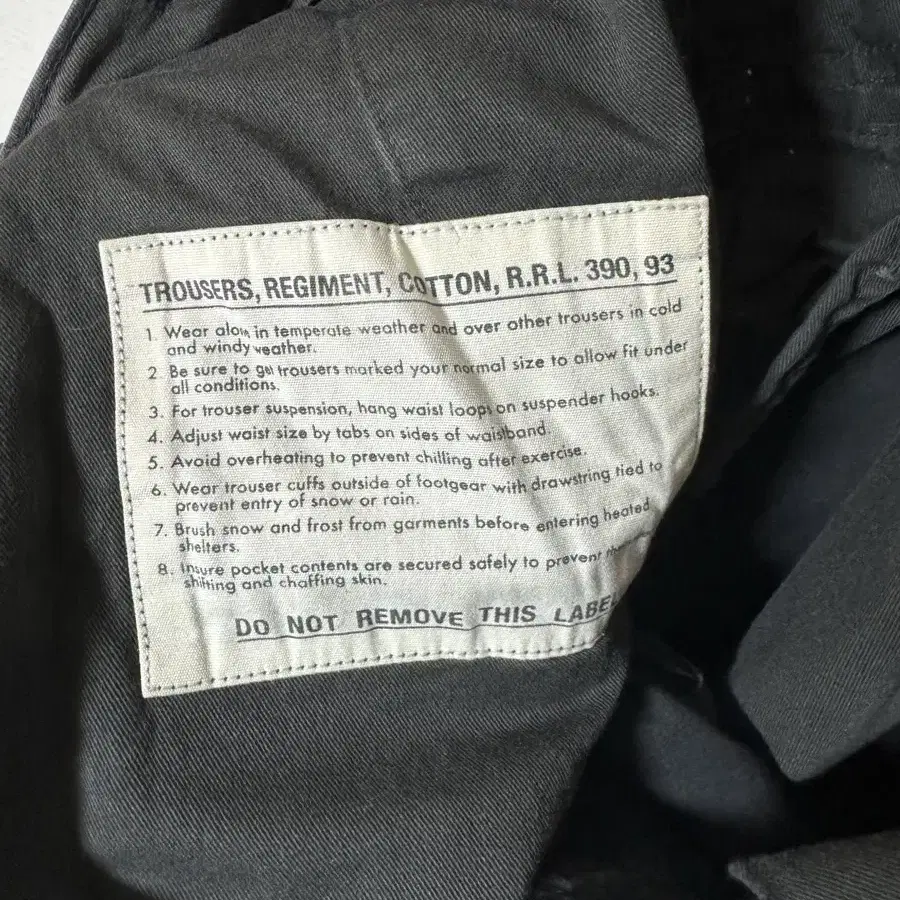 TROUSERS, REGIMENT, COTTON, R.R.L. 390, 93
1. Wear alone in temperate weather and over other trousers in cold
and windy weather.
2 Be sure to get trousers marked your normal size to allow fit under
all conditions.
3. For trouser suspension, hang waist loops on suspender hooks.
4. Adjust waist size by tabs on sides of waistband.
5. Avoid overheating to prevent chilling after exercise.
6. Wear trouser cuffs outside of footgear with drawstring tied to
prevent entry of snow or rain.
7. Brush snow and frost from garments before entering heated
shelters.
8. Insure pocket contents are secured safely to prevent
shifting and chaffing skin.
DO NOT REMOVE THIS LABEL